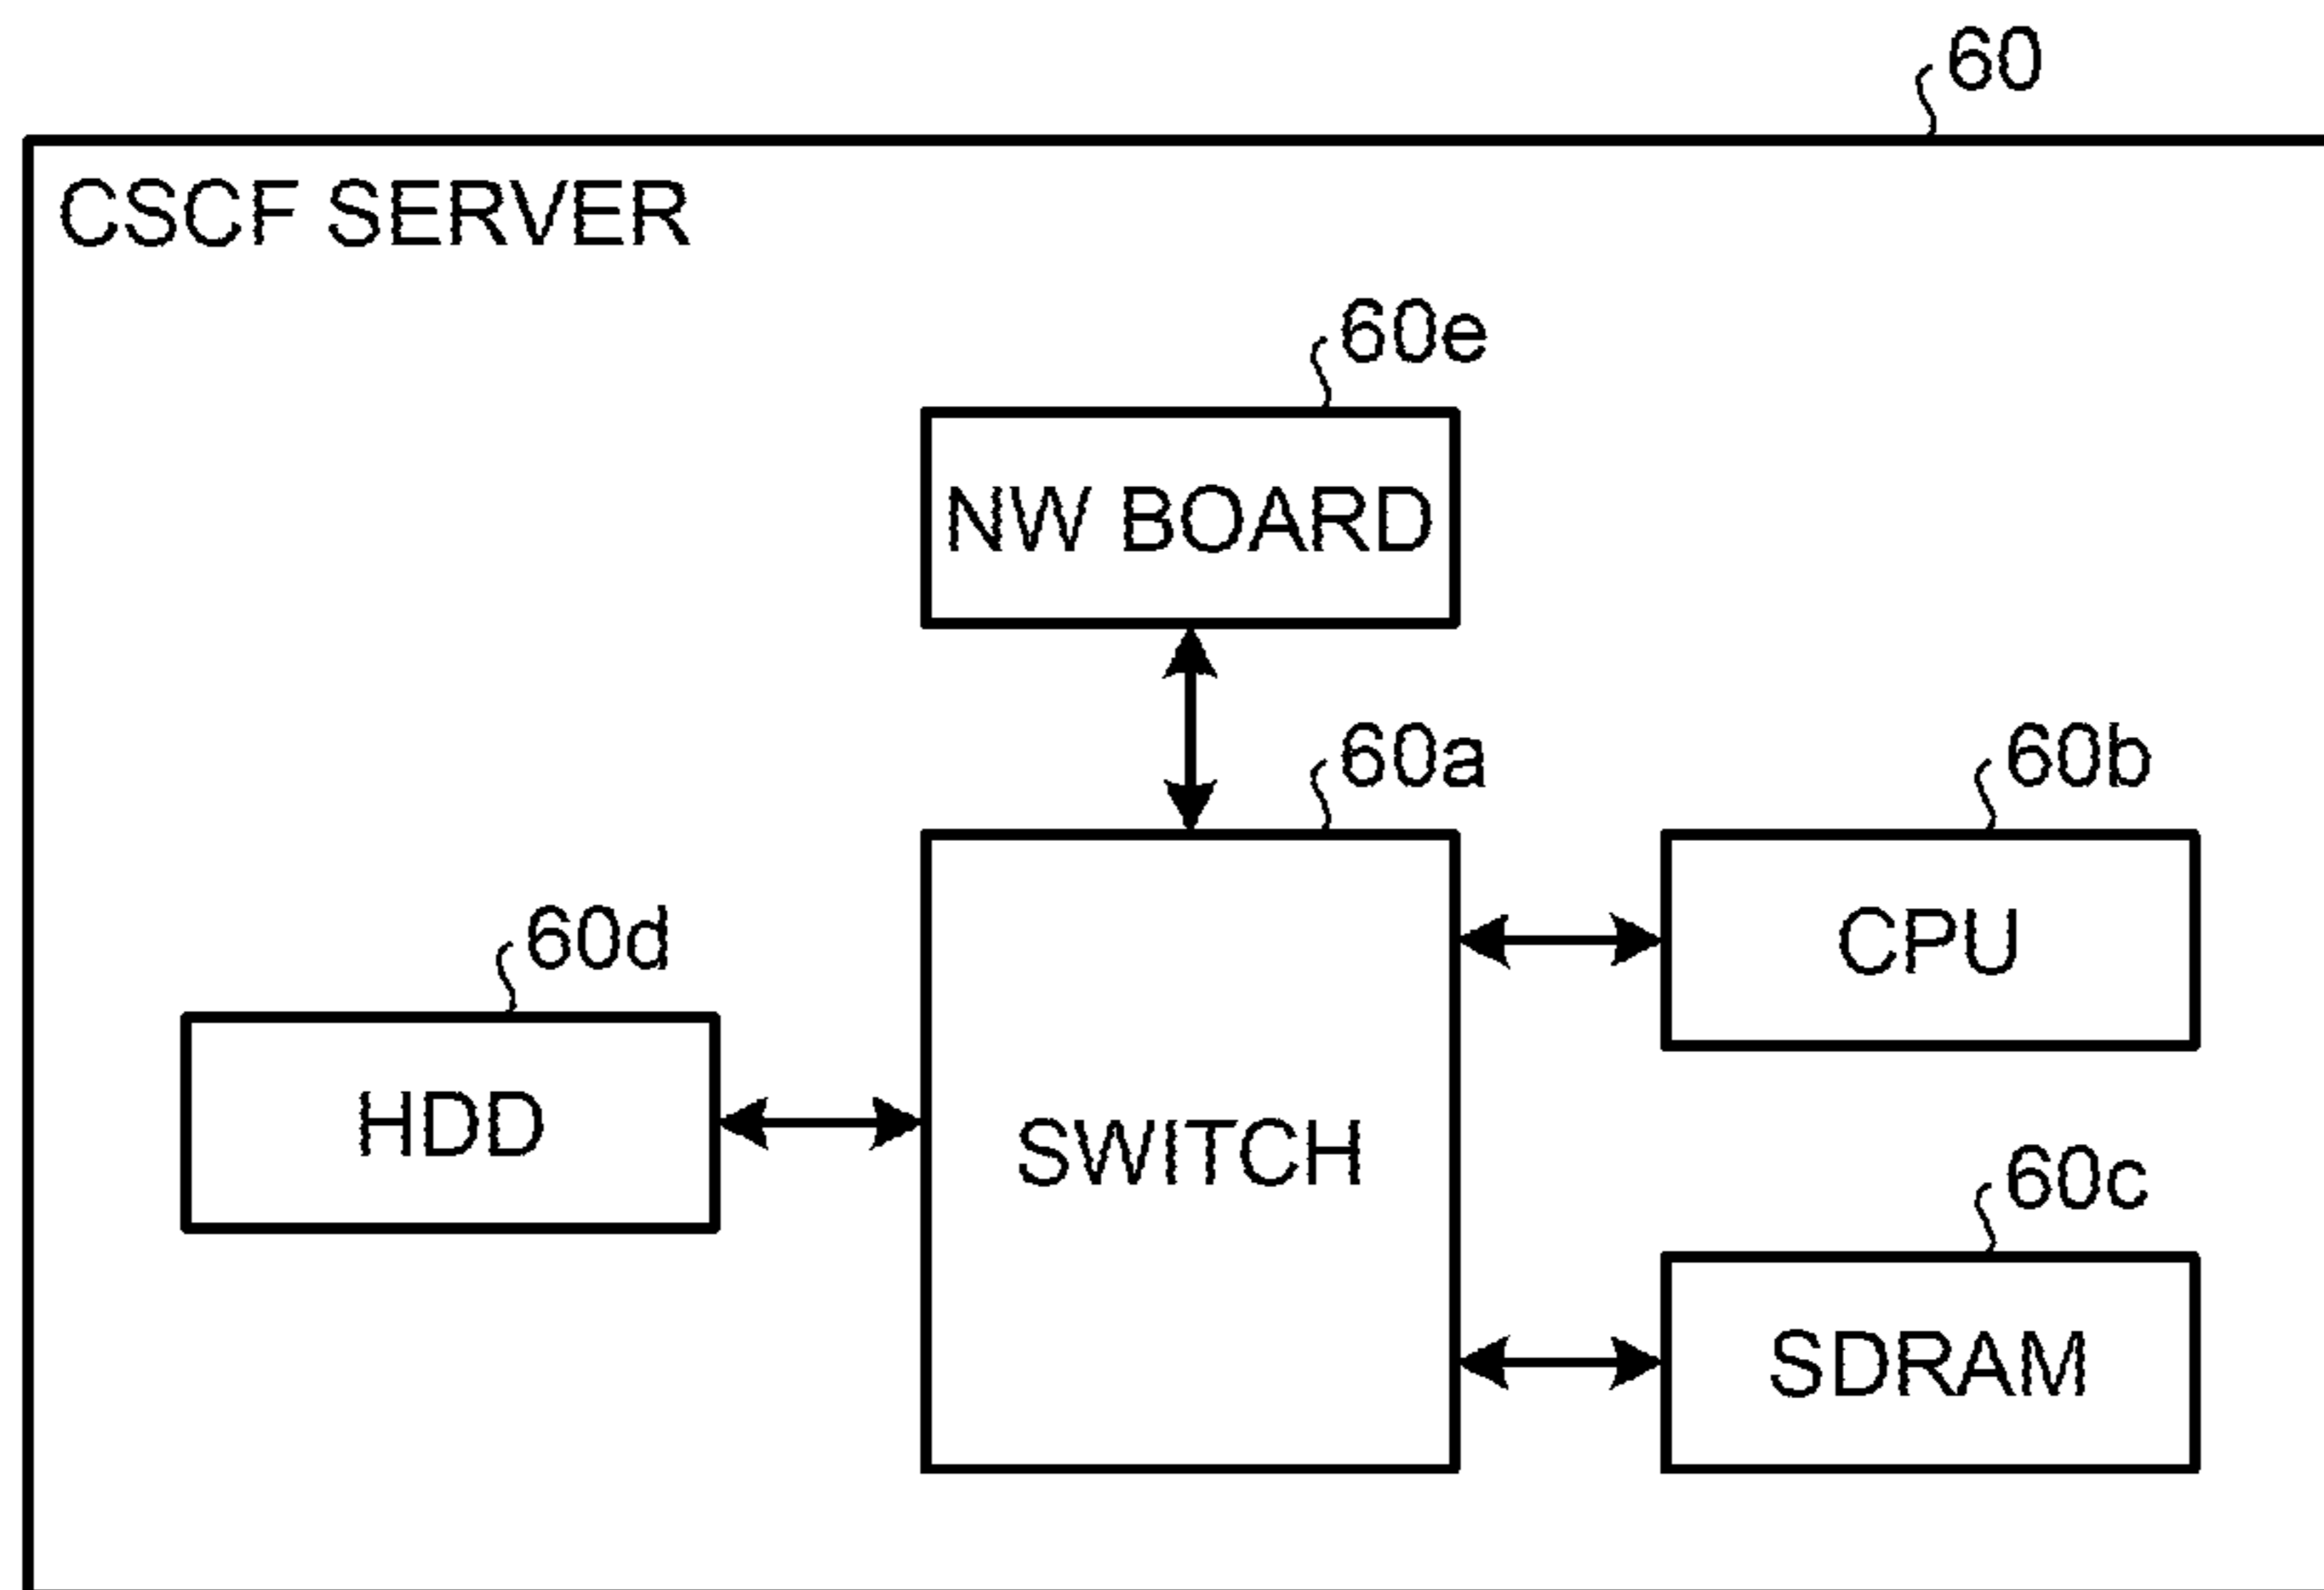 60
CSCF SERVER
60e
NW BOARD
60a
60b
CPU
60d
HDD
SWITCH
60c
SDRAM